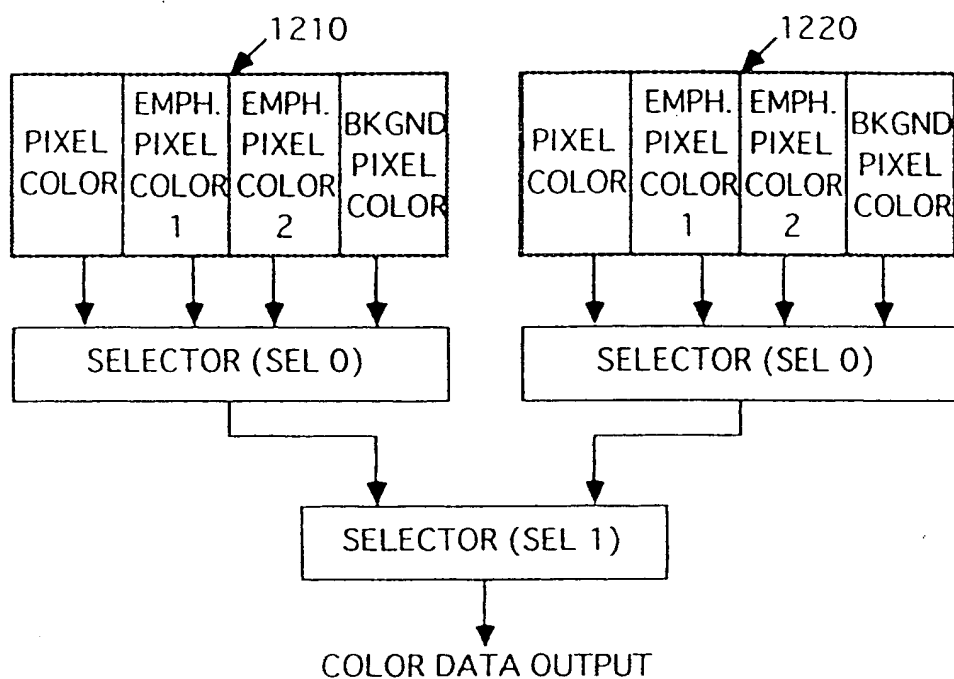 1210
1220
PIXEL
COLOR
EMPH.
PIXEL
COLOR
1
EMPH.
PIXEL
COLOR
2
BKGND
PIXEL
COLOR
PIXEL
COLOR
EMPH.
PIXEL
COLOR
1
EMPH.
PIXEL
COLOR
2
BKGND
PIXEL
COLOR
SELECTOR (SEL 0)
SELECTOR (SEL 0)
SELECTOR (SEL 1)
COLOR DATA OUTPUT